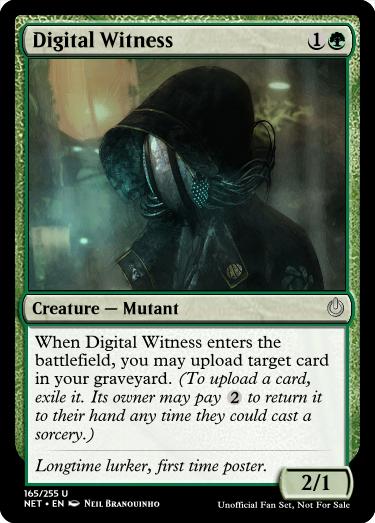 Digital Witness 1
Creature — Mutant
When Digital Witness enters the
battlefield, you may upload target card
in your graveyard. (To upload a card,
exile it. Its owner may pay 2 to return it
to their hand any time they could cast a
sorcery.)
Longtime lurker, first time poster.
2/1
165/255 U
NET • EN Neil Branquinho
Unofficial Fan Set, Not For Sale